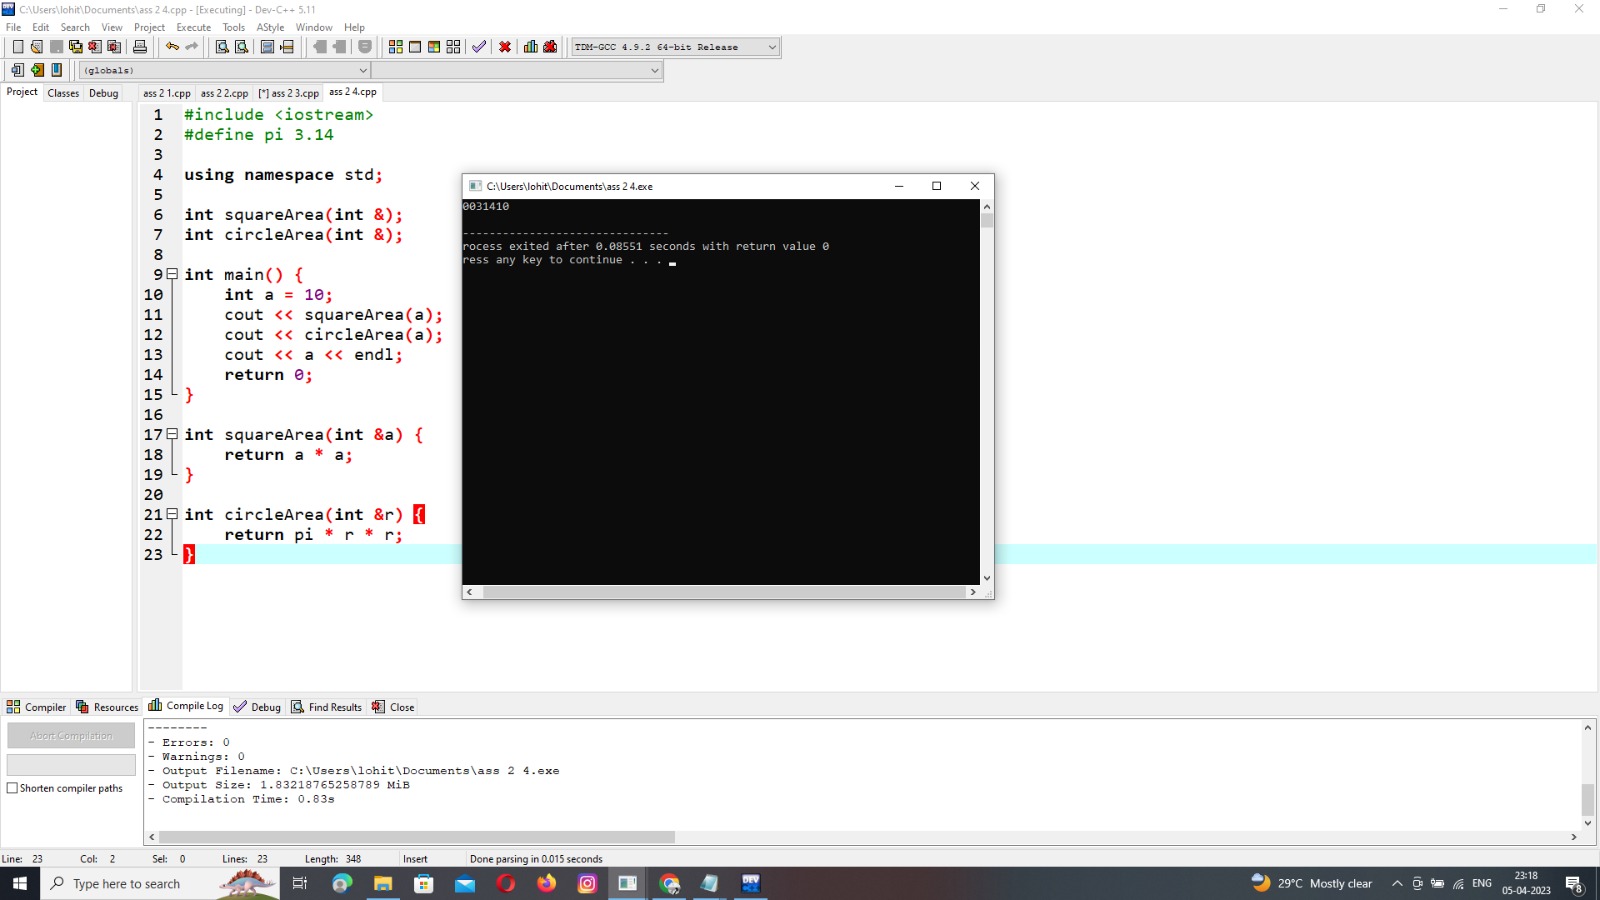 C:\Users\lohit\Documents\ass 2 4.cpp - [Executing] - Dev-C++ 5.11
File Edit Search View Project Execute Tools AStyle Window Help
TDM-GCC 4.9.2 64-bit Release
(globals)
Project Classes Debug ass 2 1.cpp ass 2 2.cpp [*] ass 2 3.cpp ass 2 4.cpp
1 #include <iostream>
2 #define pi 3.14
3
4 using namespace std;
5
6 int squareArea(int &);
7 int circleArea(int &);
8
9 int main() {
10 int a = 10;
11 cout << squareArea(a);
12 cout << circleArea(a);
13 cout << a << endl;
14 return 0;
15 }
16
17 int squareArea(int &a) {
18 return a * a;
19 }
20
21 int circleArea(int &r) {
22 return pi * r * r;
23 }
C:\Users\lohit\Documents\ass 2 4.exe
0031410
-------------------------------
rocess exited after 0.08551 seconds with return value 0
ress any key to continue . . .
Compiler Resources Compile Log Debug Find Results Close
Abort Compilation
Shorten compiler paths
--------
- Errors: 0
- Warnings: 0
- Output Filename: C:\Users\lohit\Documents\ass 2 4.exe
- Output Size: 1.83218765258789 MiB
- Compilation Time: 0.83s
Line: 23 Col: 2 Sel: 0 Lines: 23 Length: 348 Insert Done parsing in 0.015 seconds
Type here to search
DEV
29°C Mostly clear
ENG
23:18
05-04-2023
8